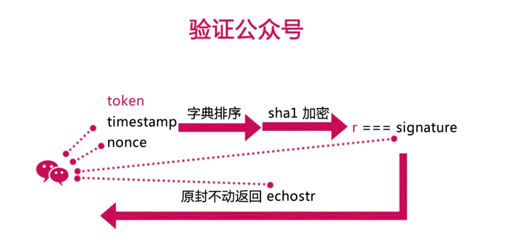 验证公众号
token
timestamp
nonce
字典排序
sha1 加密
r === signature
原封不动返回 echostr